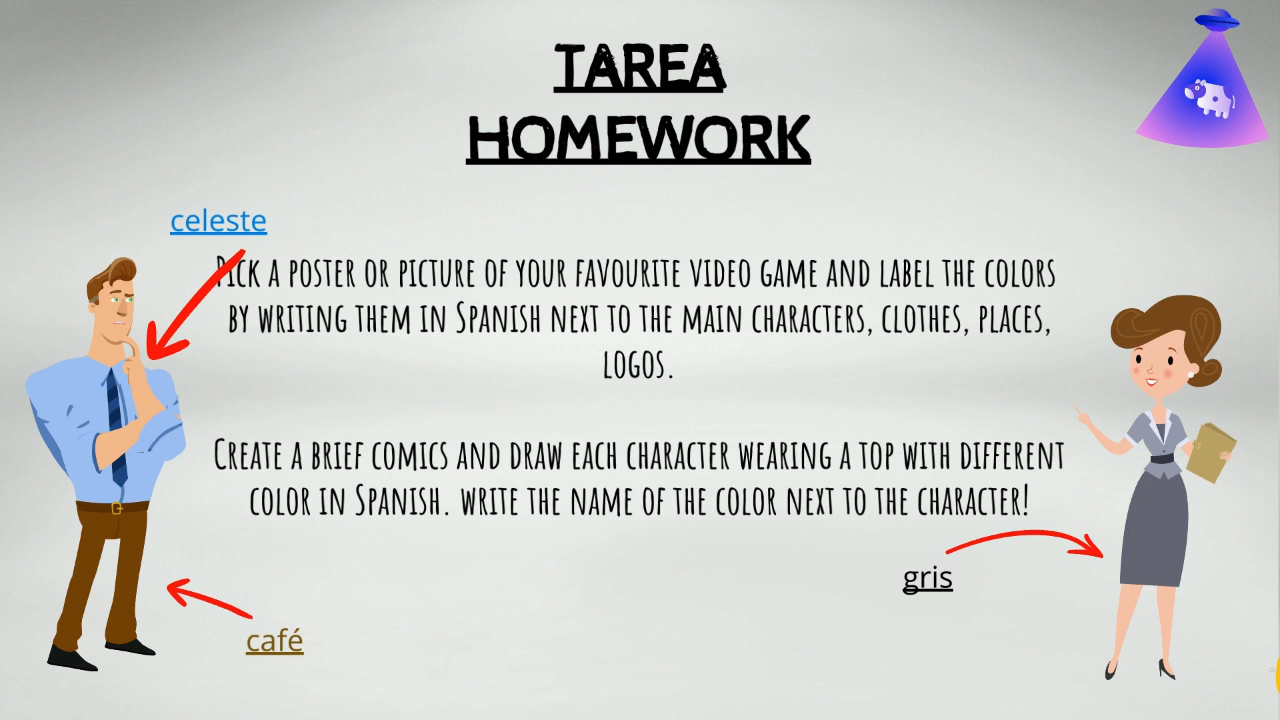 TAREA
HOMEWORK
celeste
Pick a poster or picture of your favourite video game and label the colors
by writing them in Spanish next to the main characters, clothes, places,
logos.
Create a brief comics and draw each character wearing a top with different
color in Spanish. write the name of the color next to the character!
gris
café